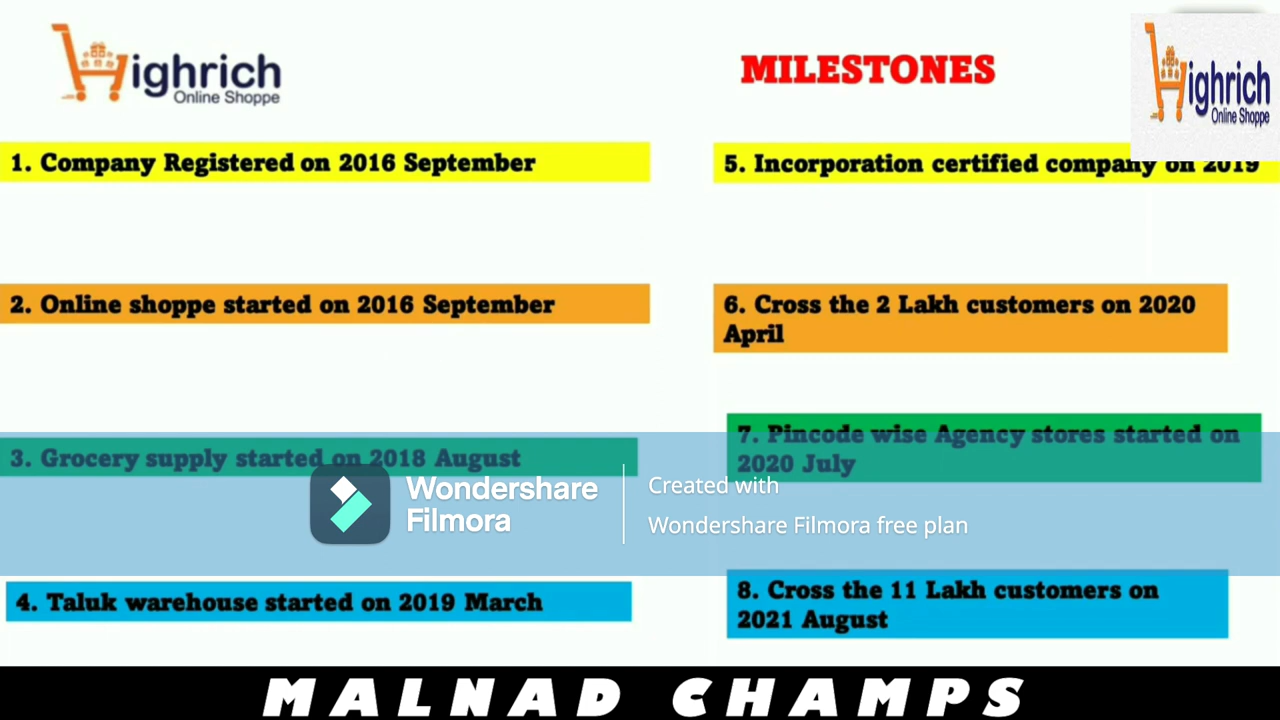 Highrich
Online Shoppe
MILESTONES
Highrich
Online Shoppe
1. Company Registered on 2016 September
2. Online shoppe started on 2016 September
3. Grocery supply started on 2018 August
4. Taluk warehouse started on 2019 March
5. Incorporation certified company on 2019
6. Cross the 2 Lakh customers on 2020
April
7. Pincode wise Agency stores started on
2020 July
8. Cross the 11 Lakh customers on
2021 August
Wondershare
Filmora
Created with
Wondershare Filmora free plan
MALNAD CHAMPS